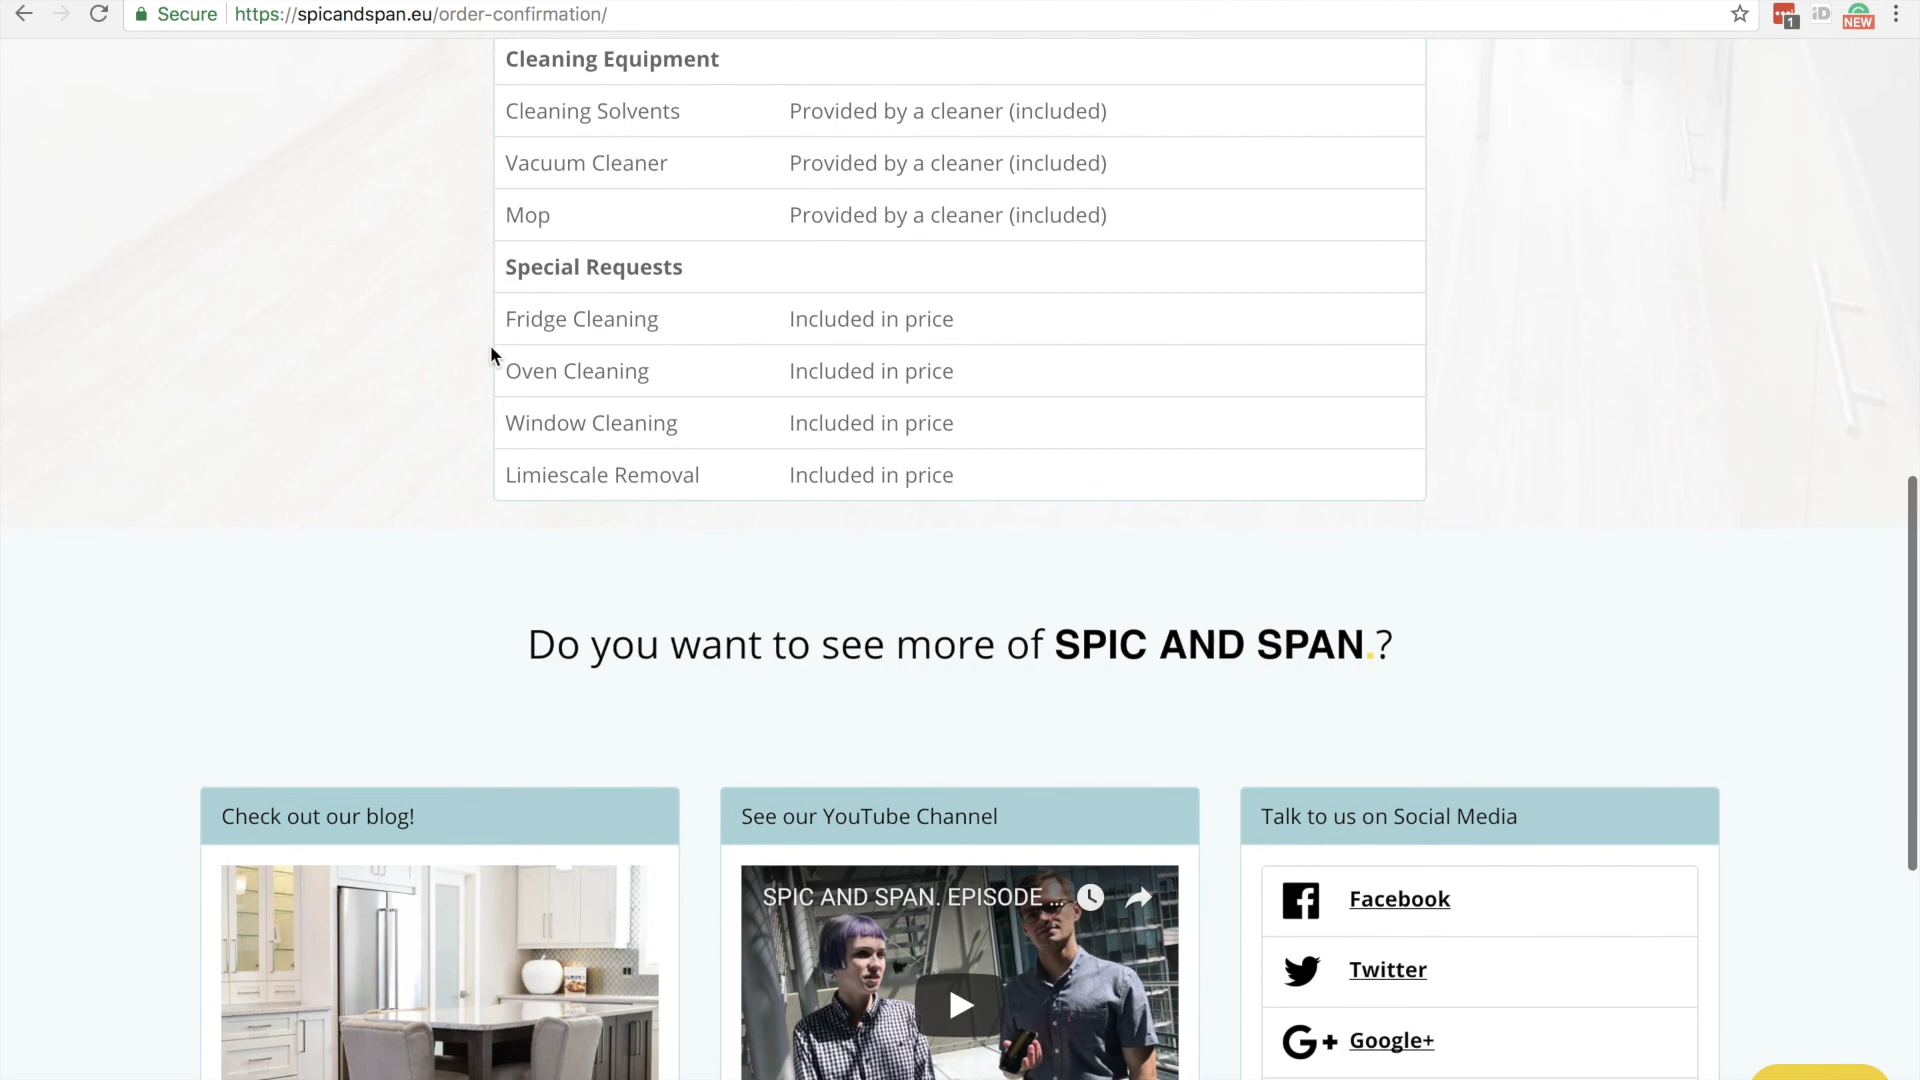 Secure https://spicandspan.eu/order-confirmation/
1 iD NEW
Cleaning Equipment
Cleaning Solvents Provided by a cleaner (included)
Vacuum Cleaner Provided by a cleaner (included)
Mop Provided by a cleaner (included)
Special Requests
Fridge Cleaning Included in price
Oven Cleaning Included in price
Window Cleaning Included in price
Limiescale Removal Included in price
Do you want to see more of SPIC AND SPAN.?
Check out our blog!
See our YouTube Channel
SPIC AND SPAN. EPISODE ...
Talk to us on Social Media
Facebook
Twitter
G+ Google+